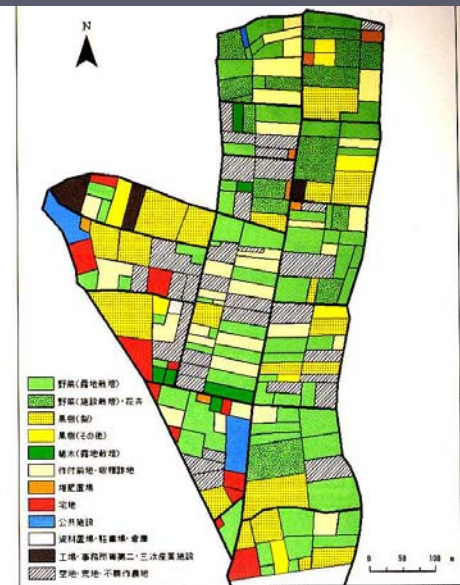 N
野菜(露地栽培)
野菜(施設栽培)・花卉
果樹(梨)
果樹(その他)
植木(露地栽培)
作付前地・収穫跡地
堆肥置場
宅地
公共施設
資材置場・駐車場・倉庫
工場・事務所等第二・三次産業施設
空地・荒地・不耕作農地
0 50 100 m